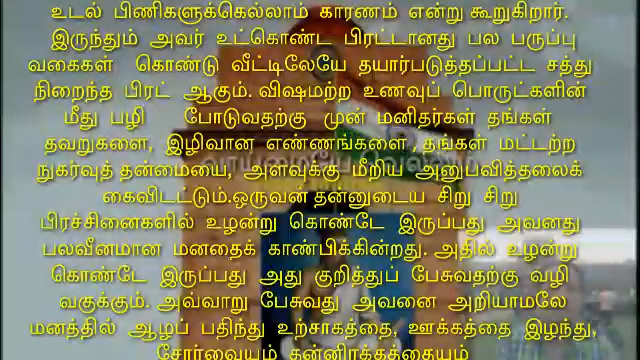 உடல் பிணிகளுக்கெல்லாம் காரணம் என்று கூறுகிறார்.
இருந்தும் அவர் உட்கொண்ட பிரட்டானது பல பருப்பு
வகைகள் கொண்டு வீட்டிலேயே தயார்படுத்தப்பட்ட சத்து
நிறைந்த பிரட் ஆகும். விஷமற்ற உணவுப் பொருட்களின்
மீது பழி போடுவதற்கு முன் மனிதர்கள் தங்கள்
தவறுகளை, இழிவான எண்ணங்களை , தங்கள் மட்டற்ற
நுகர்வுத் தன்மையை, அளவுக்கு மீறிய அனுபவித்தலைக்
கைவிடட்டும்.ஒருவன் தன்னுடைய சிறு சிறு
பிரச்சினைகளில் உழன்று கொண்டே இருப்பது அவனது
பலவீனமான மனதைக் காண்பிக்கின்றது. அதில் உழன்று
கொண்டே இருப்பது அது குறித்துப் பேசுவதற்கு வழி
வகுக்கும். அவ்வாறு பேசுவது அவனை அறியாமலே
மனத்தில் ஆழப் பதிந்து உற்சாகத்தை, ஊக்கத்தை இழந்து,
சோர்வையும் தன்னிரக்கத்தையும்